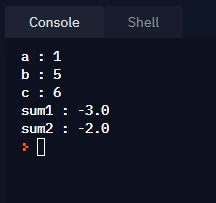 Console
Shell
a : 1
b : 5
c : 6
sum1 : -3.0
sum2 : -2.0
>